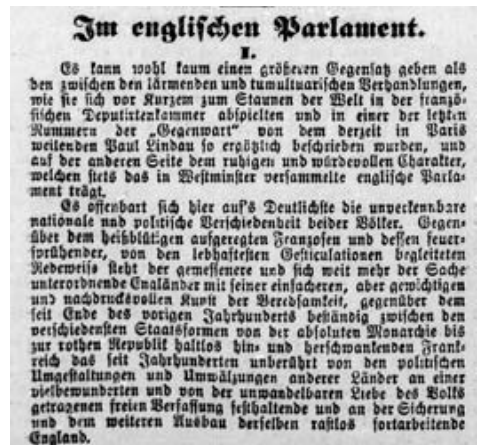 Im englischen Parlament.
I.
Es kann wohl kaum einen größeren Gegensatz geben als
den zwischen den lärmenden und tumultuarischen Verhandlungen,
wie sie sich vor Kurzem zum Staunen der Welt in der franzö-
sischen Deputirtenkammer abspielten und in einer der letzten
Nummern der „Gegenwart" von dem derzeit in Paris
weilenden Paul Lindau so ergötzlich beschrieben wurden, und
auf der anderen Seite dem ruhigen und würdevollen Charakter,
welchen stets das in Westminster versammelte englische Parla-
ment trägt.
Es offenbart sich hier auf's Deutlichste die unverkennbare
nationale und politische Verschiedenheit beider Völker. Gegen-
über dem heißblütigen aufgeregten Franzosen und dessen feuer-
sprühender, von den lebhaftesten Gesticulationen begleiteten
Redeweise steht der gemessenere und sich weit mehr der Sache
unterordnende Engländer mit seiner einfacheren, aber gewichtigen
und nachdrucksvollen Kunst der Beredsamkeit, gegenüber dem
seit Ende des vorigen Jahrhunderts beständig zwischen den
verschiedensten Staatsformen von der absoluten Monarchie bis
zur rothen Republik haltlos hin- und herschwankenden Frank-
reich das seit Jahrhunderten unberührt von den politischen
Umgestaltungen und Umwälzungen anderer Länder an einer
vielbewunderten und von der unwandelbaren Liebe des Volks
getragenen freien Verfassung festhaltende und an der Sicherung
und dem weiteren Ausbau derselben rastlos fortarbeitende
England.